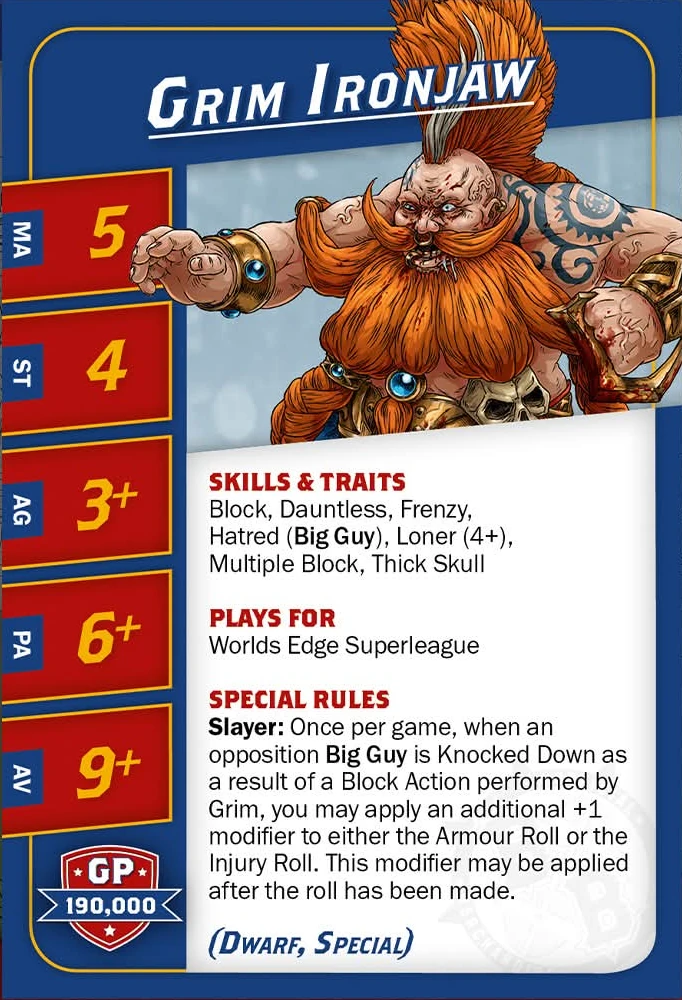 GRIM IRONJAW
MA 5
ST 4
AG 3+
PA 6+
AV 9+
GP
190,000
SKILLS & TRAITS
Block, Dauntless, Frenzy,
Hatred (Big Guy), Loner (4+),
Multiple Block, Thick Skull
PLAYS FOR
Worlds Edge Superleague
SPECIAL RULES
Slayer: Once per game, when an
opposition Big Guy is Knocked Down as
a result of a Block Action performed by
Grim, you may apply an additional +1
modifier to either the Armour Roll or the
Injury Roll. This modifier may be applied
after the roll has been made.
(DWARF, SPECIAL)